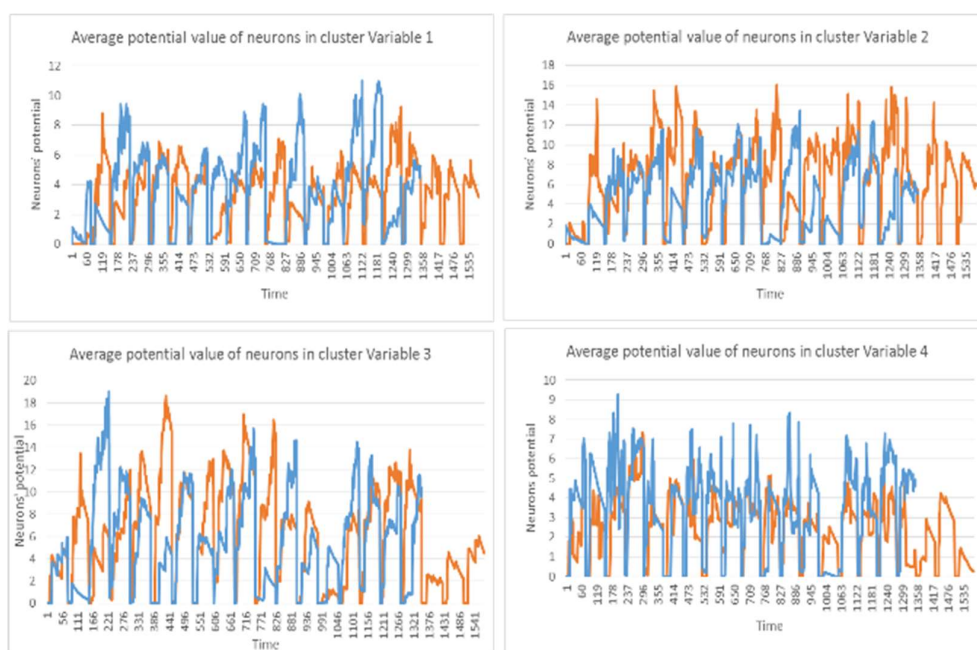 Average potential value of neurons in cluster Variable 1
Neurons' potential
12
10
8
6
4
2
0
1 60 119 178 237 296 355 414 473 532 591 650 709 768 827 886 945 1004 1063 1122 1181 1240 1299 1358 1417 1476 1535
Time
Average potential value of neurons in cluster Variable 2
Neurons' potential
18
16
14
12
10
8
6
4
2
0
1 60 119 178 237 296 355 414 473 532 591 650 709 768 827 886 945 1004 1063 1122 1181 1240 1299 1358 1417 1476 1535
Time
Average potential value of neurons in cluster Variable 3
Neurons' potential
20
18
16
14
12
10
8
6
4
2
0
1 56 111 166 221 276 331 386 441 496 551 606 661 716 771 826 881 936 991 1046 1101 1156 1211 1266 1321 1376 1431 1486 1541
Time
Average potential value of neurons in cluster Variable 4
Neurons' potential
10
9
8
7
6
5
4
3
2
1
0
1 60 119 178 237 296 355 414 473 532 591 650 709 768 827 886 945 1004 1063 1122 1181 1240 1299 1358 1417 1476 1535
Time